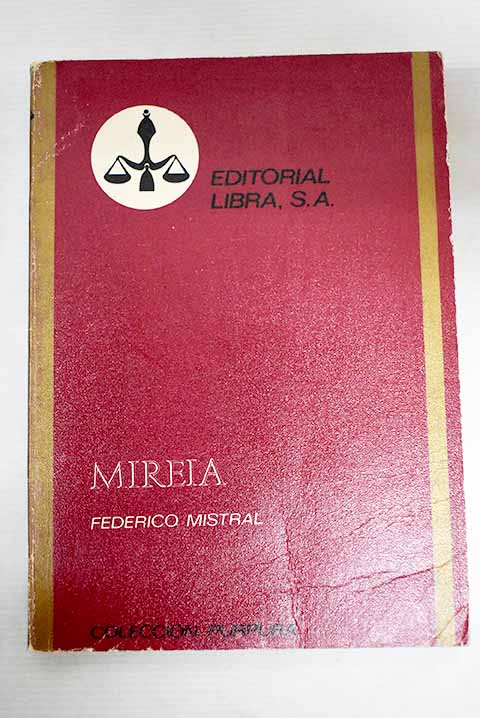 EDITORIAL
LIBRA, S.A.
MIREIA
FEDERICO MISTRAL
COLECCION PURPURA